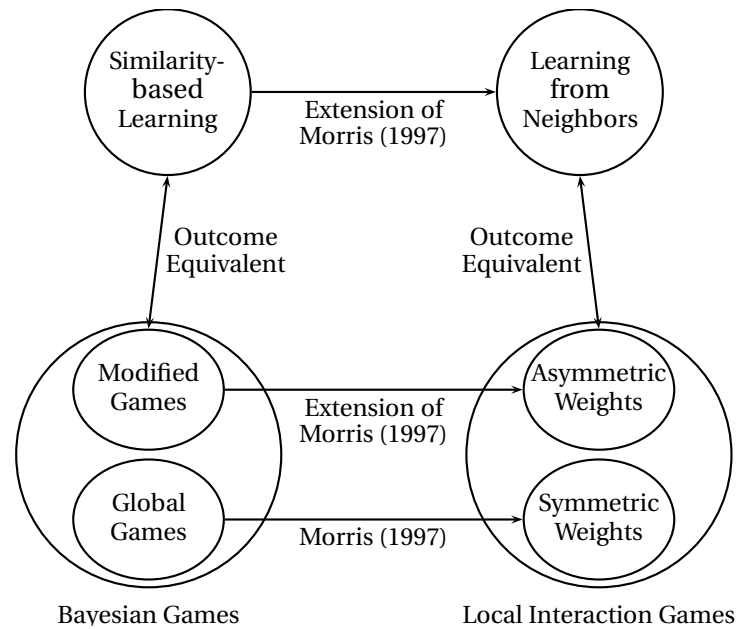 Similarity-
based
Learning
Learning
from
Neighbors
Extension of
Morris (1997)
Outcome
Equivalent
Outcome
Equivalent
Modified
Games
Asymmetric
Weights
Extension of
Morris (1997)
Global
Games
Symmetric
Weights
Morris (1997)
Bayesian Games
Local Interaction Games